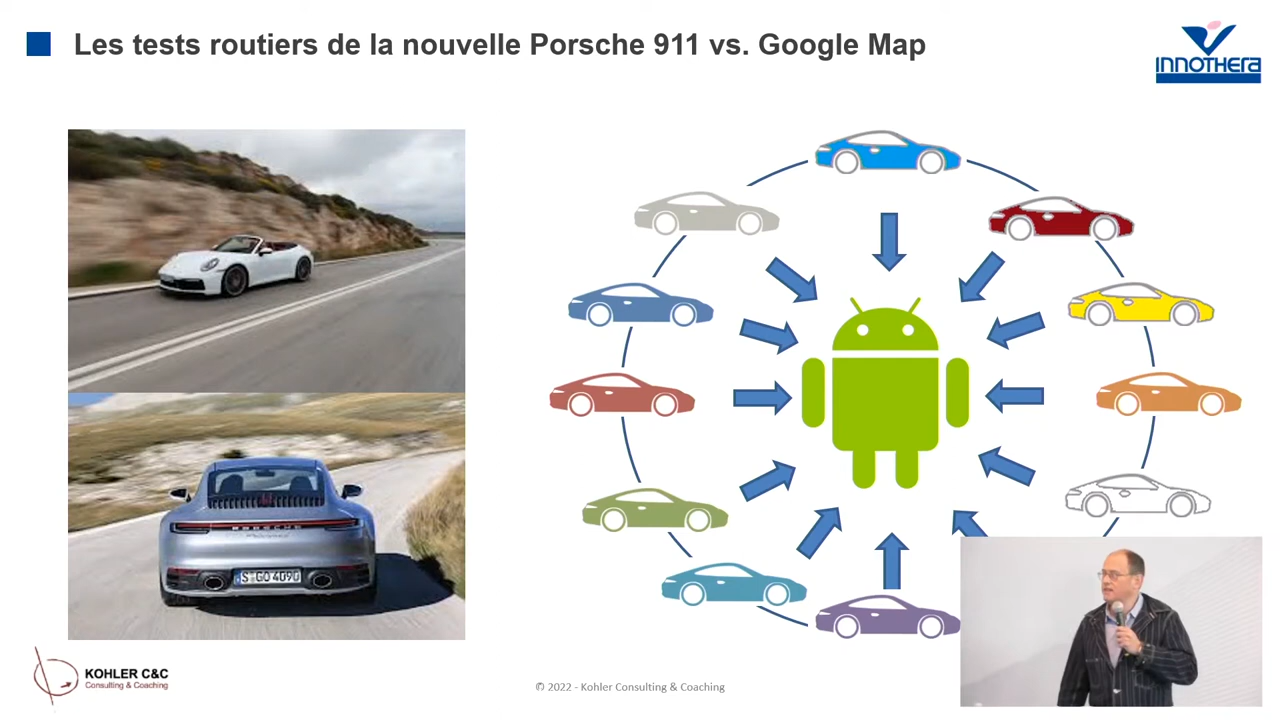 Les tests routiers de la nouvelle Porsche 911 vs. Google Map
INNOTHERA
PORSCHE
S GO 4090
KOHLER C&C
Consulting & Coaching
© 2022 - Kohler Consulting & Coaching